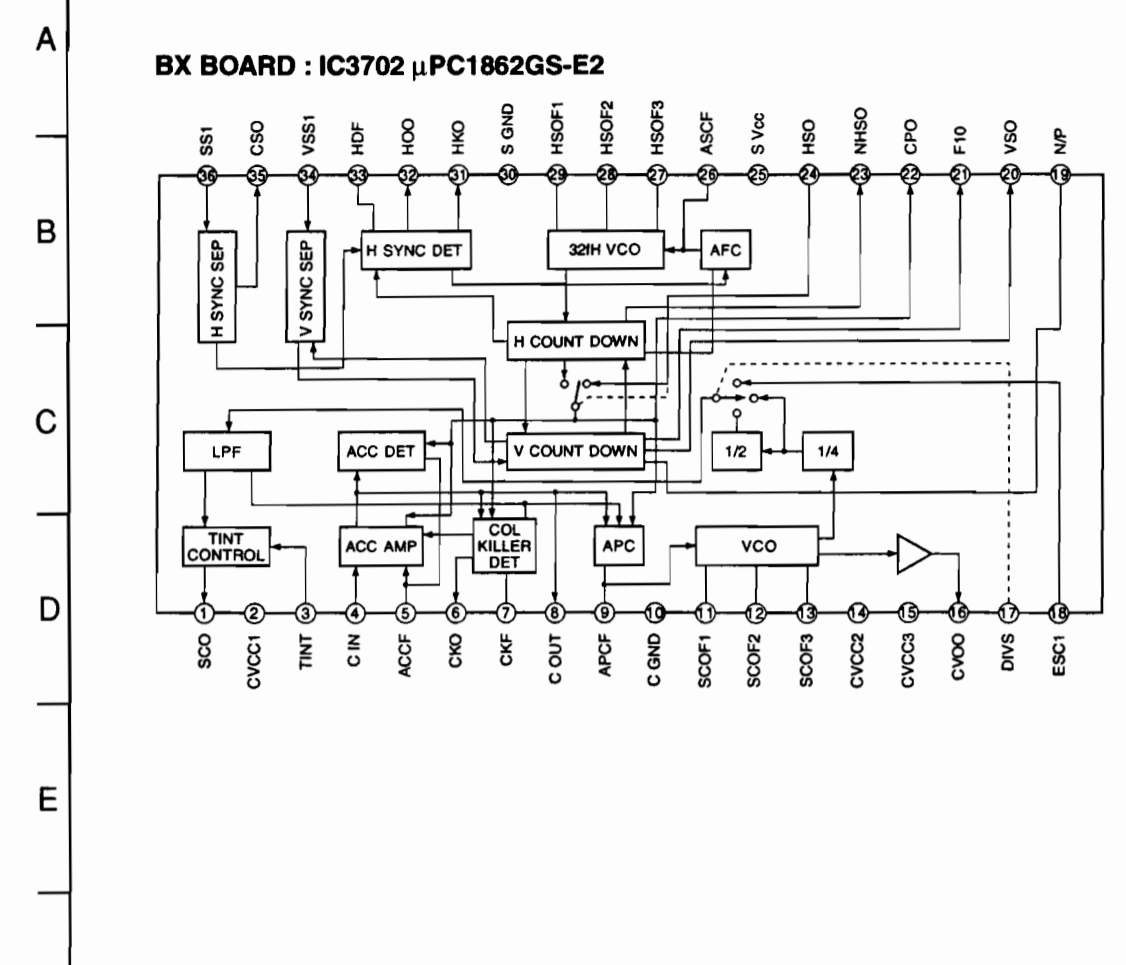 A
BX BOARD : IC3702 μPC1862GS-E2
SS1
CSO
VSS1
HDF
HOO
HKO
S GND
HSOF1
HSOF2
HSOF3
ASCF
S Vcc
HSO
NHSO
CPO
F10
VSO
N/P
36
35
34
33
32
31
30
29
28
27
26
25
24
23
22
21
20
19
B
H SYNC SEP
V SYNC SEP
H SYNC DET
32fH VCO
AFC
H COUNT DOWN
C
LPF
ACC DET
V COUNT DOWN
1/2
1/4
TINT
CONTROL
ACC AMP
COL
KILLER
DET
APC
VCO
D
1
2
3
4
5
6
7
8
9
10
11
12
13
14
15
16
17
18
SCO
CVCC1
TINT
C IN
ACCF
CKO
CKF
C OUT
APCF
C GND
SCOF1
SCOF2
SCOF3
CVCC2
CVCC3
CVOO
DIVS
ESC1
E